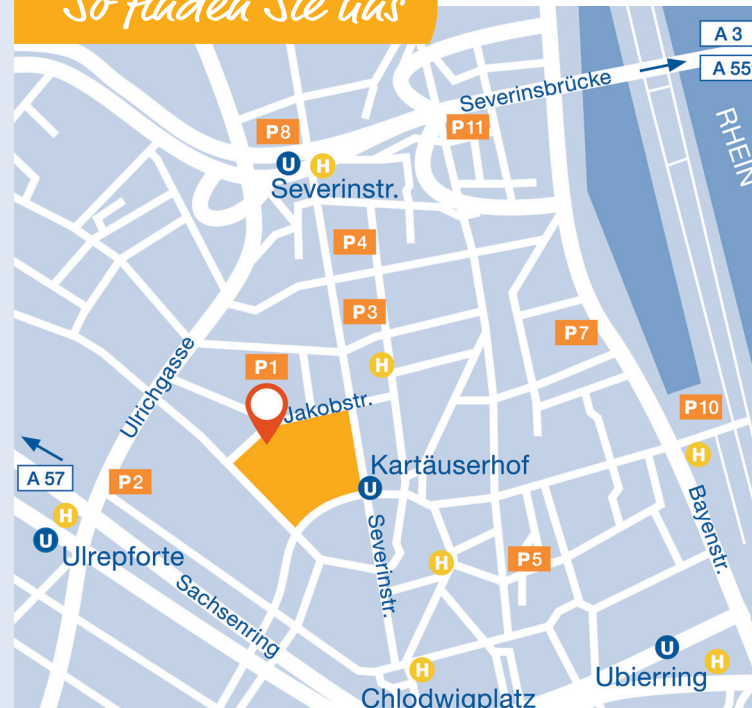 So finden Sie uns
A 3
A 55
Severinsbrücke
RHEIN
P8
P11
U
H
Severinstr.
P4
P3
P7
Ulrichgasse
P1
H
Jakobstr.
P10
A 57
P2
Kartäuserhof
U
H
H
U
Ulrepforte
Severinstr.
Bayenstr.
H
P5
Sachsenring
U
H
H
Ubierring
Chlodwigplatz